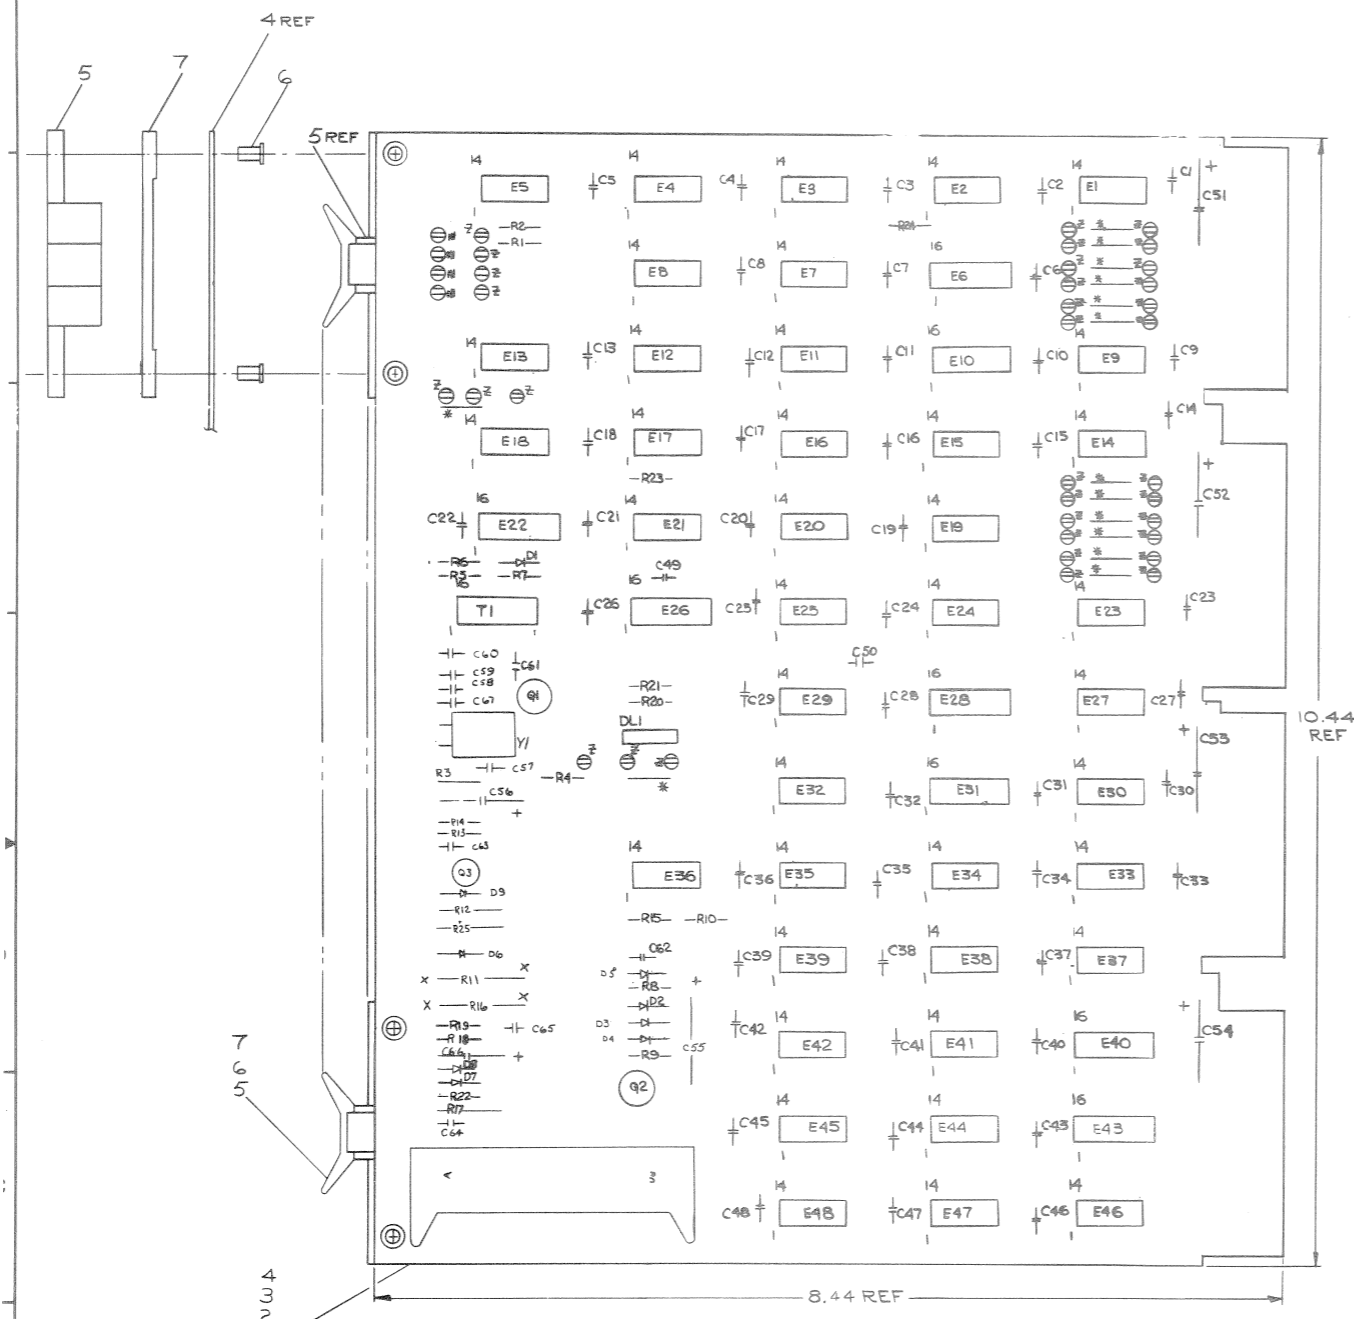 4 REF
5
7
6
5 REF
14 14 14 14 14
E5 C5 E4 C4 E3 C3 E2 C2 E1 C1 +
C51
R2
R1
Z Z
Z
Z
Z
R24
14 14 16
E8 C8 E7 C7 E6 C6
Z * Z
Z * Z
Z * Z
Z * Z
Z * Z
Z * Z
14 14 14 16 14
E13 C13 E12 C12 E11 C11 E10 C10 E9 C9
Z Z Z
*
C14
14 14 14 14 14
E18 C18 E17 C17 E16 C16 E15 C15 E14
+
C52
R23
Z * Z
Z * Z
Z * Z
Z * Z
Z * Z
Z * Z
16 14 14 14
C22 E22 C21 E21 C20 E20 C19 E19
R6 D1
R5 R7
C49
16 16 14 14 14
T1 C26 E26 C25 E25 C24 E24 E23 C23
C60
C59
C58
C67
C61
Q1
C50
R21
R20
14 16 14
C29 E29 C28 E28 E27 C27
+
C53
DL1
Y1
Z Z Z
*
C57
R4
R3
C56
+
14 16 14
E32 C32 E31 C31 E30 C30
R14
R13
C63
Q3
14 14 14 14
E36 C36 E35 C35 E34 C34 E33 C33
D9
R12
R25
R15 R10
D6
X R11 X
X R16 X
C62
D5
R8
D2
D3
D4
R9
+
C55
Q2
14 14 14
C39 E39 C38 E38 C37 E37
+
C54
R19
R18
C65
C66 +
D8
D7
R22
R17
C64
14 14 16
C42 E42 C41 E41 C40 E40
14 14 16
C45 E45 C44 E44 C43 E43
14 14 14
C48 E48 C47 E47 C46 E46
10.44
REF
7
6
5
4
3
2
8.44 REF